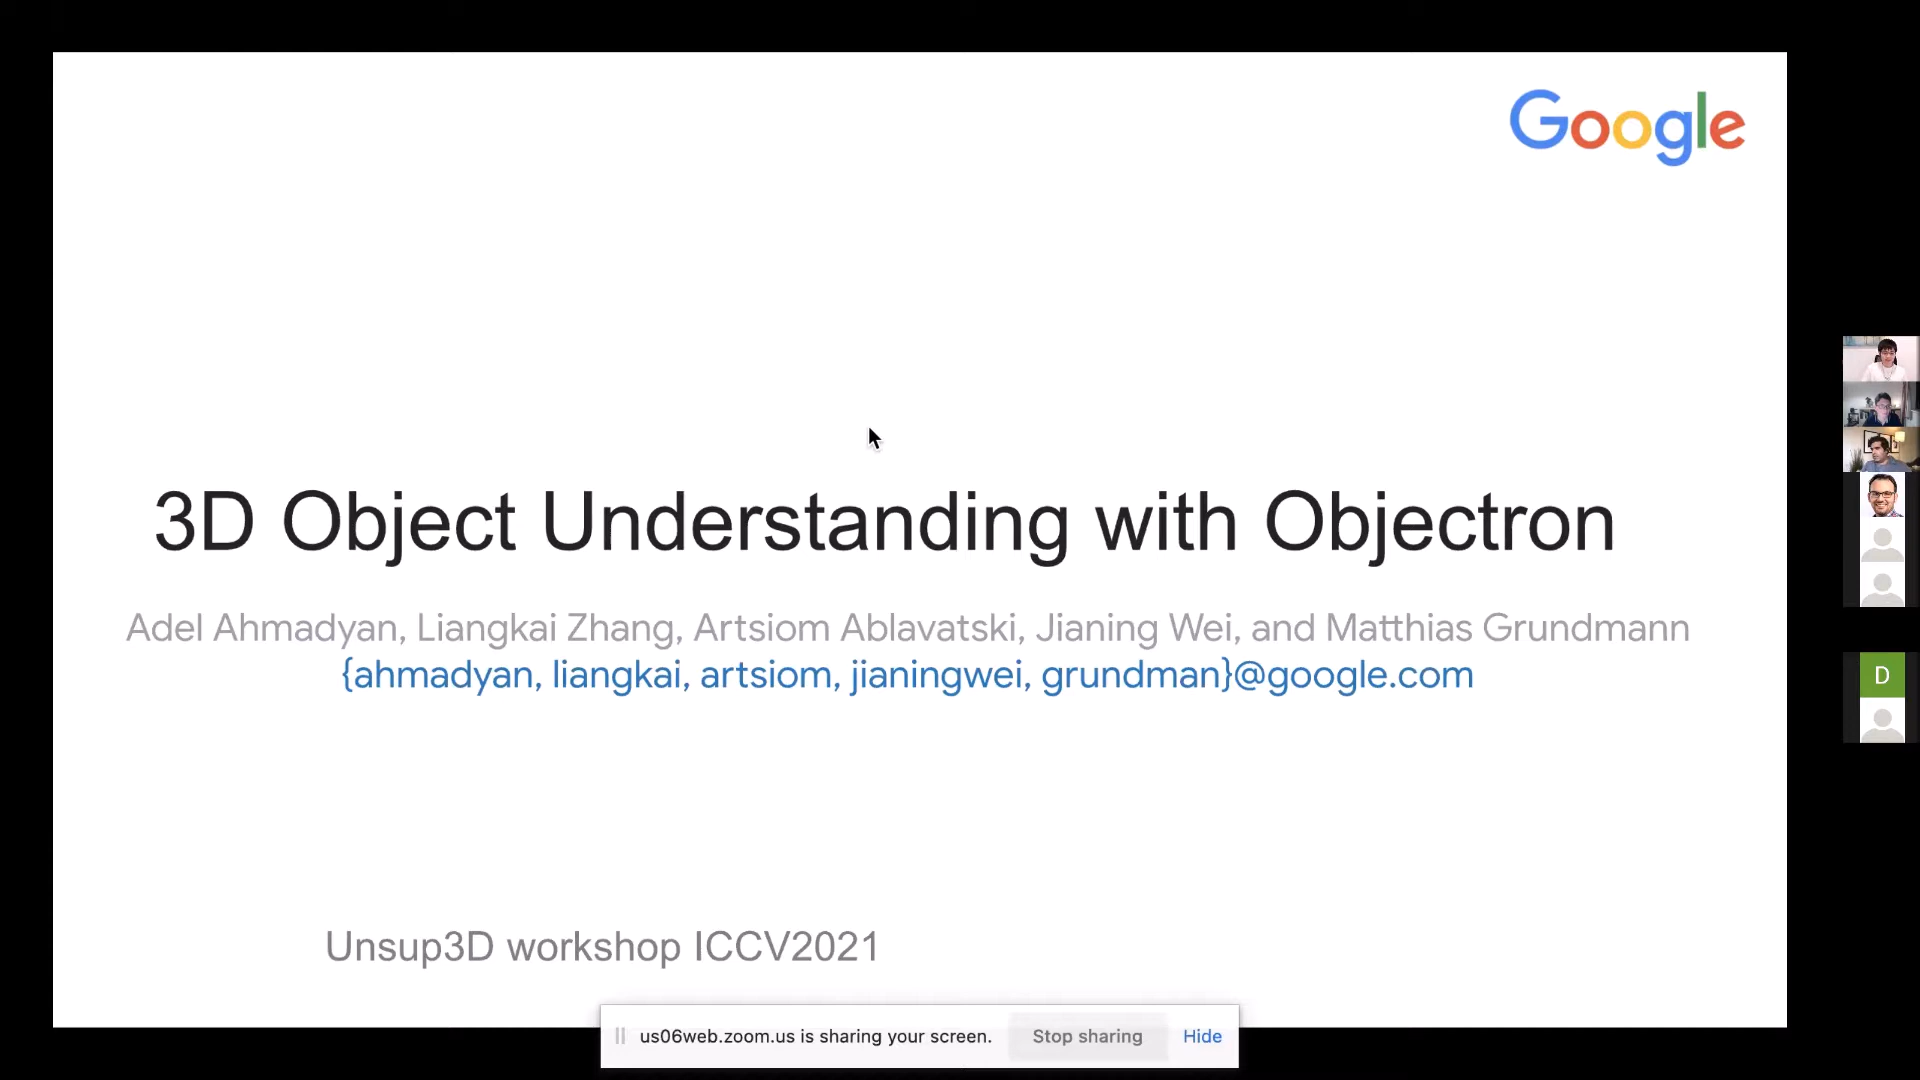 Google
3D Object Understanding with Objectron
Adel Ahmadyan, Liangkai Zhang, Artsiom Ablavatski, Jianing Wei, and Matthias Grundmann
{ahmadyan, liangkai, artsiom, jianingwei, grundman}@google.com
D
Unsup3D workshop ICCV2021
us06web.zoom.us is sharing your screen. Stop sharing Hide